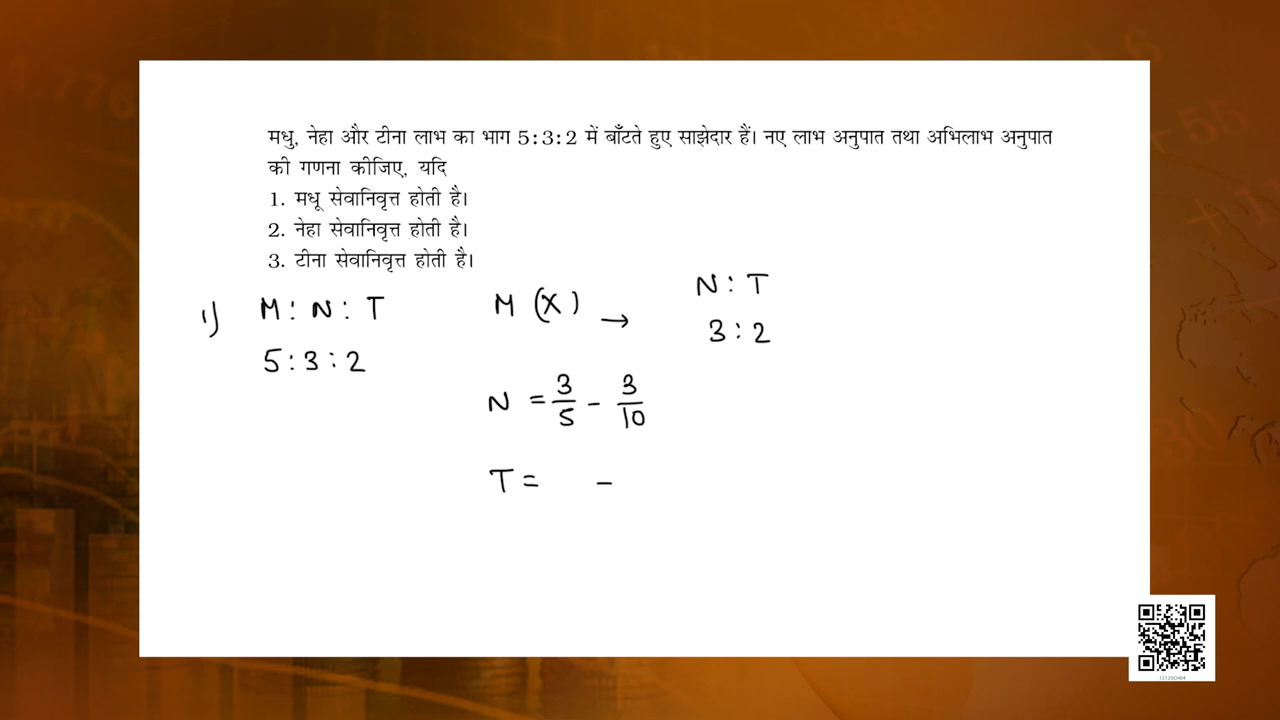 मधु, नेहा और टीना लाभ का भाग 5:3:2 में बाँटते हुए साझेदार हैं। नए लाभ अनुपात तथा अभिलाभ अनुपात
की गणना कीजिए, यदि
1. मधू सेवानिवृत्त होती है।
2. नेहा सेवानिवृत्त होती है।
3. टीना सेवानिवृत्त होती है।
1) M : N : T M (X) → N : T
5 : 3 : 2 3 : 2
N = 3/5 - 3/10
T = -
12120CH04